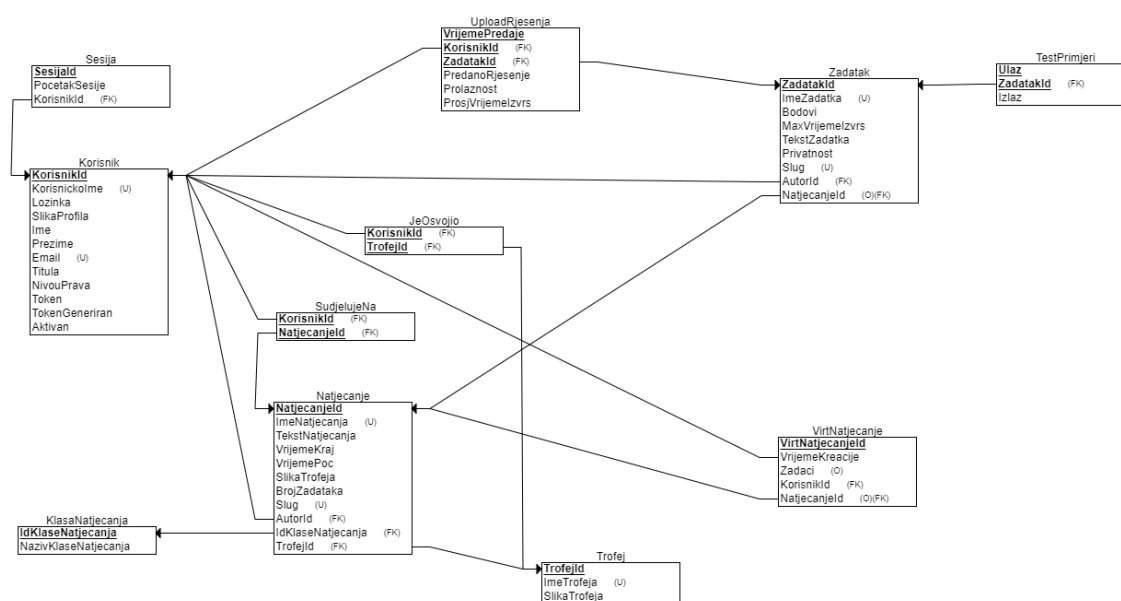 UploadRjesenja
VrijemePredaje
KorisnikId (FK)
ZadatakId (FK)
PredanoRjesenje
Prolaznost
ProsjVrijemeIzvrs
Sesija
SesijaId
PocetakSesije
KorisnikId (FK)
Zadatak
ZadatakId
ImeZadatka (U)
Bodovi
MaxVrijemeIzvrs
TekstZadatka
Privatnost
Slug (U)
AutorId (FK)
NatjecanjeId (O)(FK)
TestPrimjeri
Ulaz
ZadatakId (FK)
Izlaz
Korisnik
KorisnikId
KorisnickoIme (U)
Lozinka
SlikaProfila
Ime
Prezime
Email (U)
Titula
NivouPrava
Token
TokenGeneriran
Aktivan
JeOsvojio
KorisnikId (FK)
TrofejId (FK)
SudjelujeNa
KorisnikId (FK)
NatjecanjeId (FK)
Natjecanje
NatjecanjeId
ImeNatjecanja (U)
TekstNatjecanja
VrijemeKraj
VrijemePoc
SlikaTrofeja
BrojZadataka
Slug (U)
AutorId (FK)
IdKlaseNatjecanja (FK)
TrofejId (FK)
VirtNatjecanje
VirtNatjecanjeId
VrijemeKreacije
Zadaci (O)
KorisnikId (FK)
NatjecanjeId (O)(FK)
KlasaNatjecanja
IdKlaseNatjecanja
NazivKlaseNatjecanja
Trofej
TrofejId
ImeTrofeja (U)
SlikaTrofeja